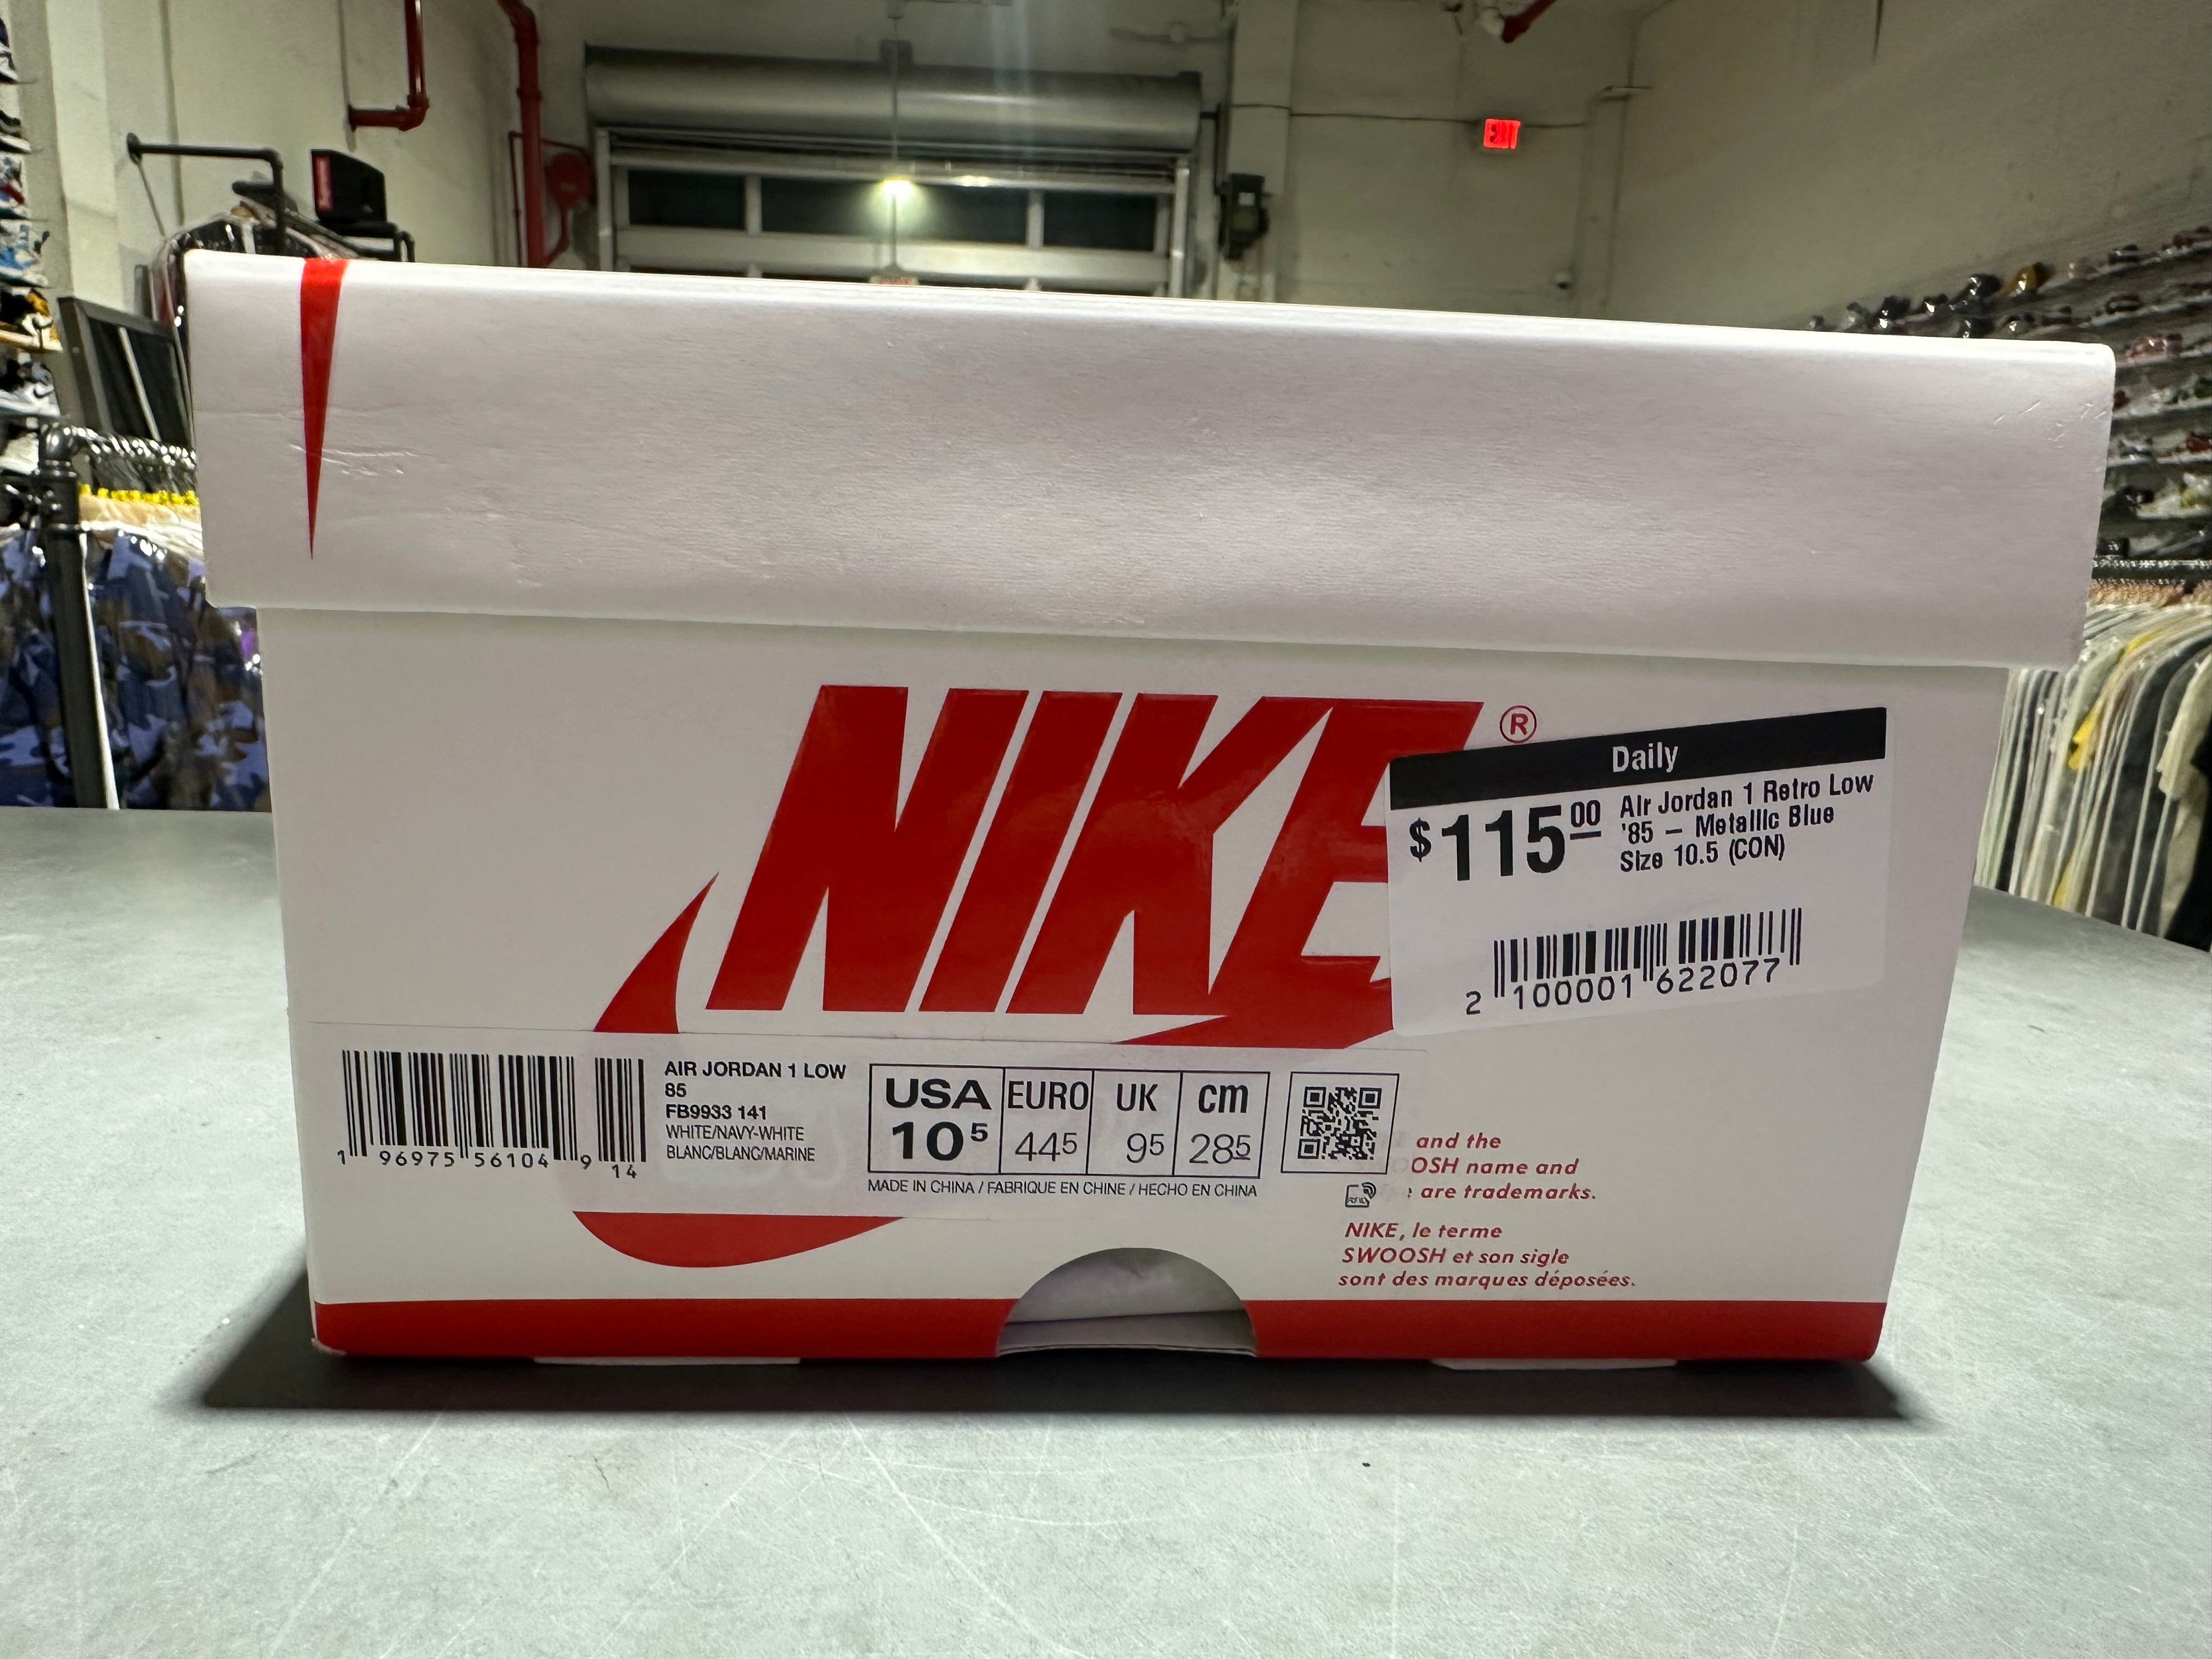 NIKE®
Daily
$115.00 Air Jordan 1 Retro Low
'85 – Metallic Blue
Size 10.5 (CON)
2 100001 622077
1 96975 56104 9 14
AIR JORDAN 1 LOW
85
FB9933 141
WHITE/NAVY-WHITE
BLANC/BLANC/MARINE
USA EURO UK cm
10⁵ 445 95 285
MADE IN CHINA / FABRIQUE EN CHINE / HECHO EN CHINA
and the
OSH name and
are trademarks.
RFID
NIKE, le terme
SWOOSH et son sigle
sont des marques déposées.